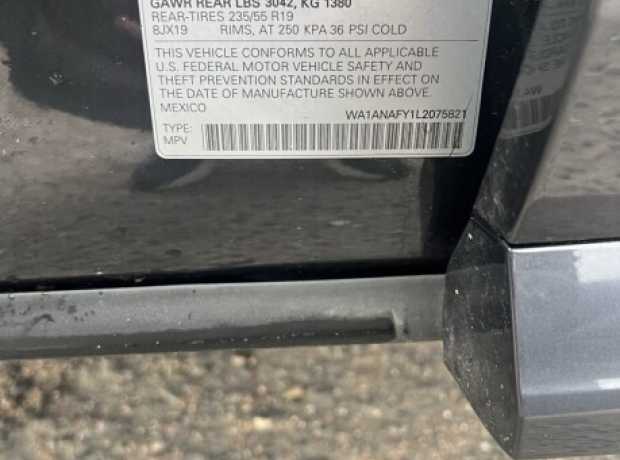 GAWR REAR LBS 3042, KG 1380
REAR-TIRES 235/55 R19
8JX19 RIMS, AT 250 KPA 36 PSI COLD
THIS VEHICLE CONFORMS TO ALL APPLICABLE
U.S. FEDERAL MOTOR VEHICLE SAFETY AND
THEFT PREVENTION STANDARDS IN EFFECT ON
THE DATE OF MANUFACTURE SHOWN ABOVE.
MEXICO
WA1ANAFY1L2075821
TYPE:
MPV